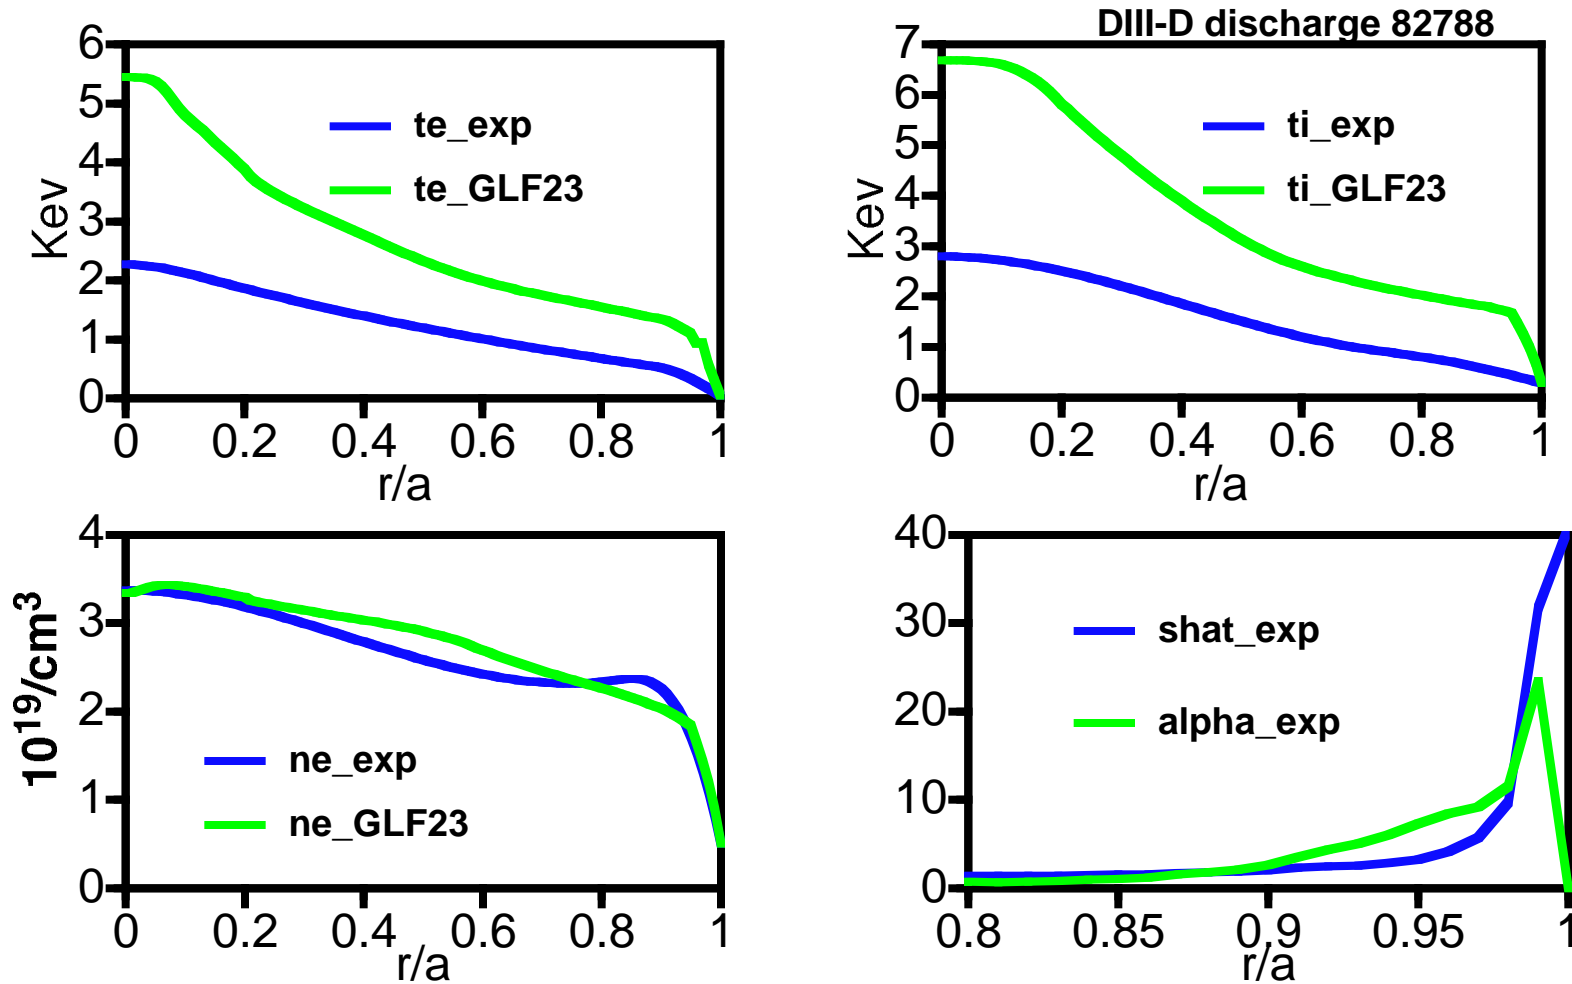 DIII-D discharge 82788
6
5
4
3
2
1
0
Kev
te_exp
te_GLF23
0 0.2 0.4 0.6 0.8 1
r/a
7
6
5
4
3
2
1
0
Kev
ti_exp
ti_GLF23
0 0.2 0.4 0.6 0.8 1
r/a
4
3
2
1
0
10¹⁹/cm³
ne_exp
ne_GLF23
0 0.2 0.4 0.6 0.8 1
r/a
40
30
20
10
0
shat_exp
alpha_exp
0.8 0.85 0.9 0.95 1
r/a